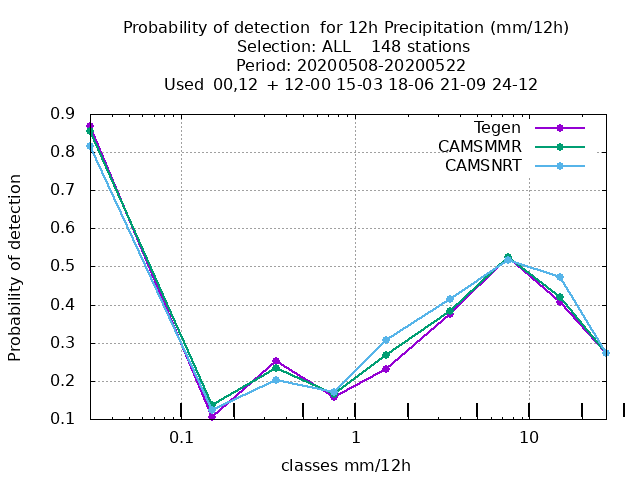 Probability of detection  for 12h Precipitation (mm/12h)
Selection: ALL    148 stations
Period: 20200508-20200522
Used  00,12  + 12-00 15-03 18-06 21-09 24-12
Tegen
CAMSMMR
CAMSNRT
0.9
0.8
0.7
0.6
0.5
0.4
0.3
0.2
0.1
Probability of detection
0.1
1
10
classes mm/12h